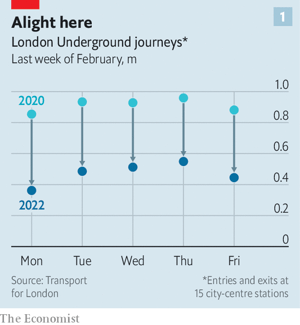 Alight here
1
London Underground journeys*
Last week of February, m
1.0
2020
0.8
0.6
0.4
2022
0.2
0
Mon Tue Wed Thu Fri
Source: Transport
for London
*Entries and exits at
15 city-centre stations
The Economist